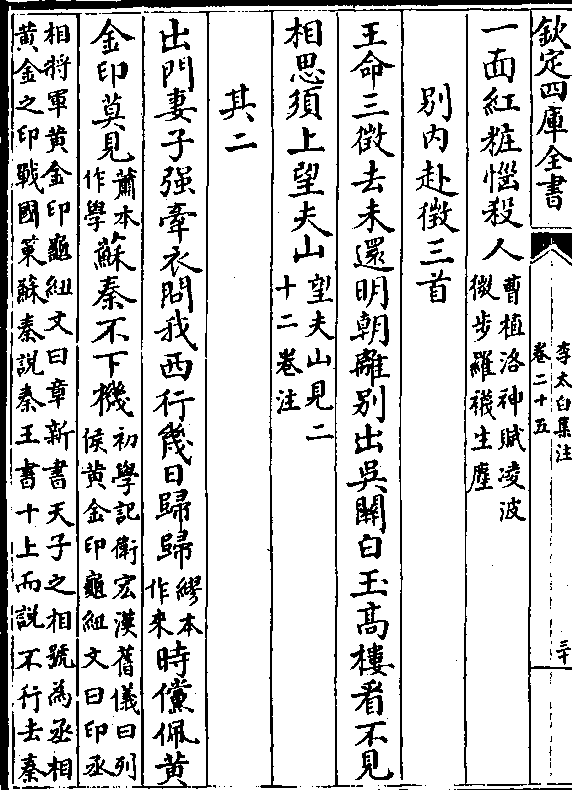 欽定四庫全書
李太白集注
卷二十五
三十
一面紅粧惱殺人曹植洛神賦凌波
微步羅襪生塵
別內赴徵三首
王命三徵去未還明朝離別出吳關白玉高樓看不見
相思須上望夫山望夫山見二
十二卷注
其二
出門妻子强牽衣問我西行幾日歸歸繆本
作來時儻佩黄
金印莫見蕭本
作學蘇秦不下機初學記衛宏漢舊儀曰列
侯黄金印龜紐文曰印丞
相將軍黄金印龜紐文曰章新書天子之相號為丞相
黄金之印戰國策蘇秦說秦王書十上而說不行去秦